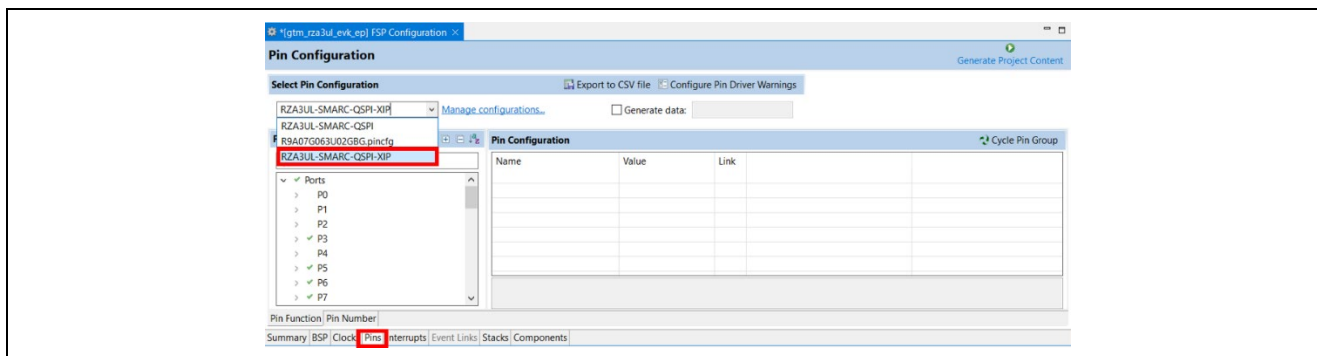 *[gtm_rza3ul_evk_ep] FSP Configuration
Pin Configuration
Generate Project Content
Select Pin Configuration
Export to CSV file
Configure Pin Driver Warnings
RZA3UL-SMARC-QSPI-XIP
Manage configurations...
Generate data:
RZA3UL-SMARC-QSPI
R9A07G063U02GBG.pincfg
RZA3UL-SMARC-QSPI-XIP
Pin Configuration
Cycle Pin Group
Name Value Link
Ports
P0
P1
P2
P3
P4
P5
P6
P7
Pin Function Pin Number
Summary BSP Clock Pins Interrupts Event Links Stacks Components